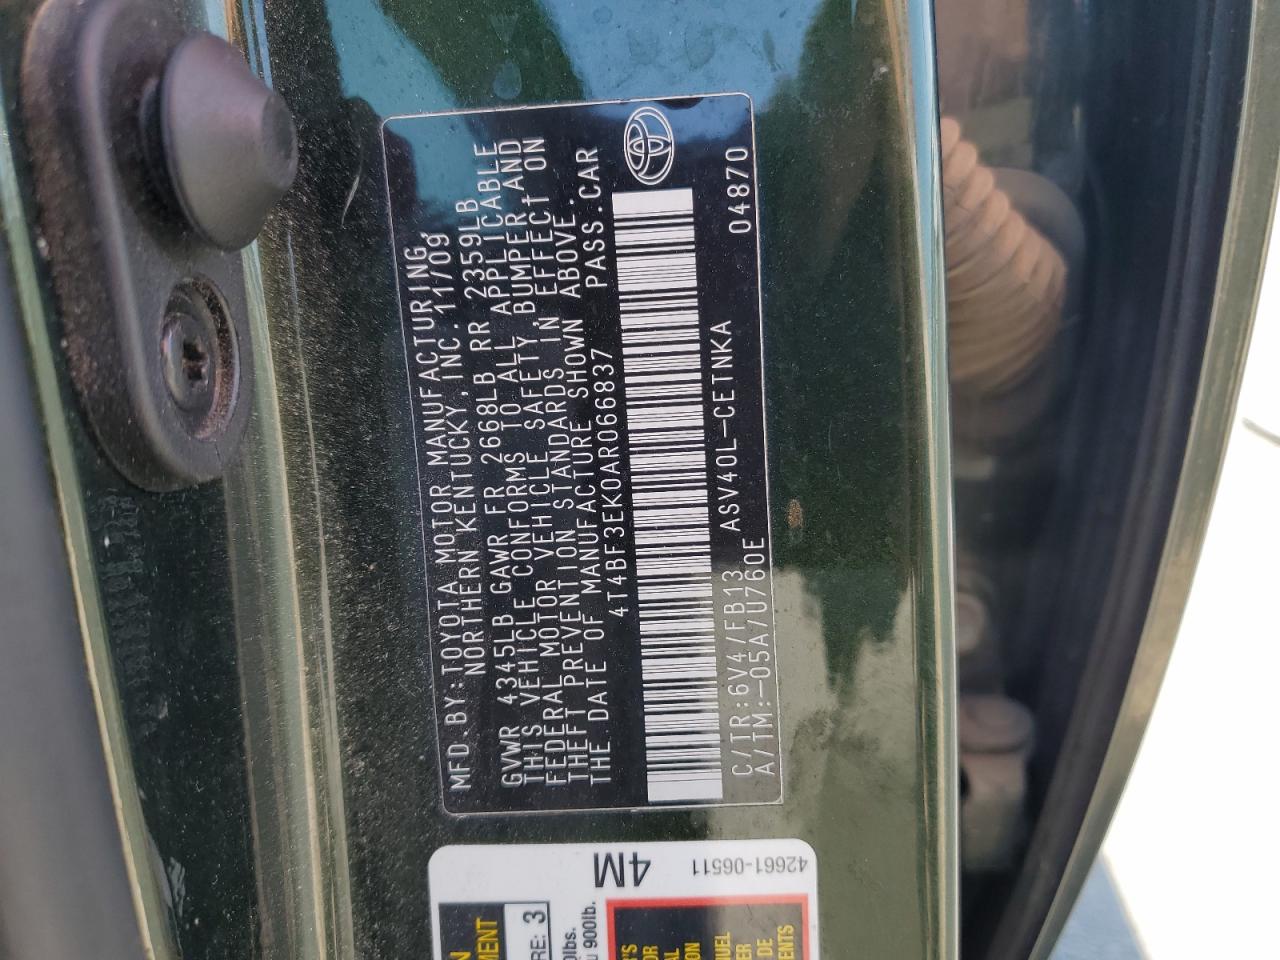 MFD.BY:TOYOTA MOTOR MANUFACTURING,
NORTHERN KENTUCKY,INC. 11/09
GVWR 4345LB GAWR FR 2668LB RR 2359LB
THIS VEHICLE CONFORMS TO ALL APPLICABLE
FEDERAL MOTOR VEHICLE SAFETY,BUMPER,AND
THEFT PREVENTION STANDARDS IN EFFECT ON
THE DATE OF MANUFACTURE SHOWN ABOVE.
4T4BF3EK0AR066837 PASS.CAR
ASV40L-CETNKA 04870
C/TR:6V4/FB13
A/TM:-05A/U760E
4M
42661-06511